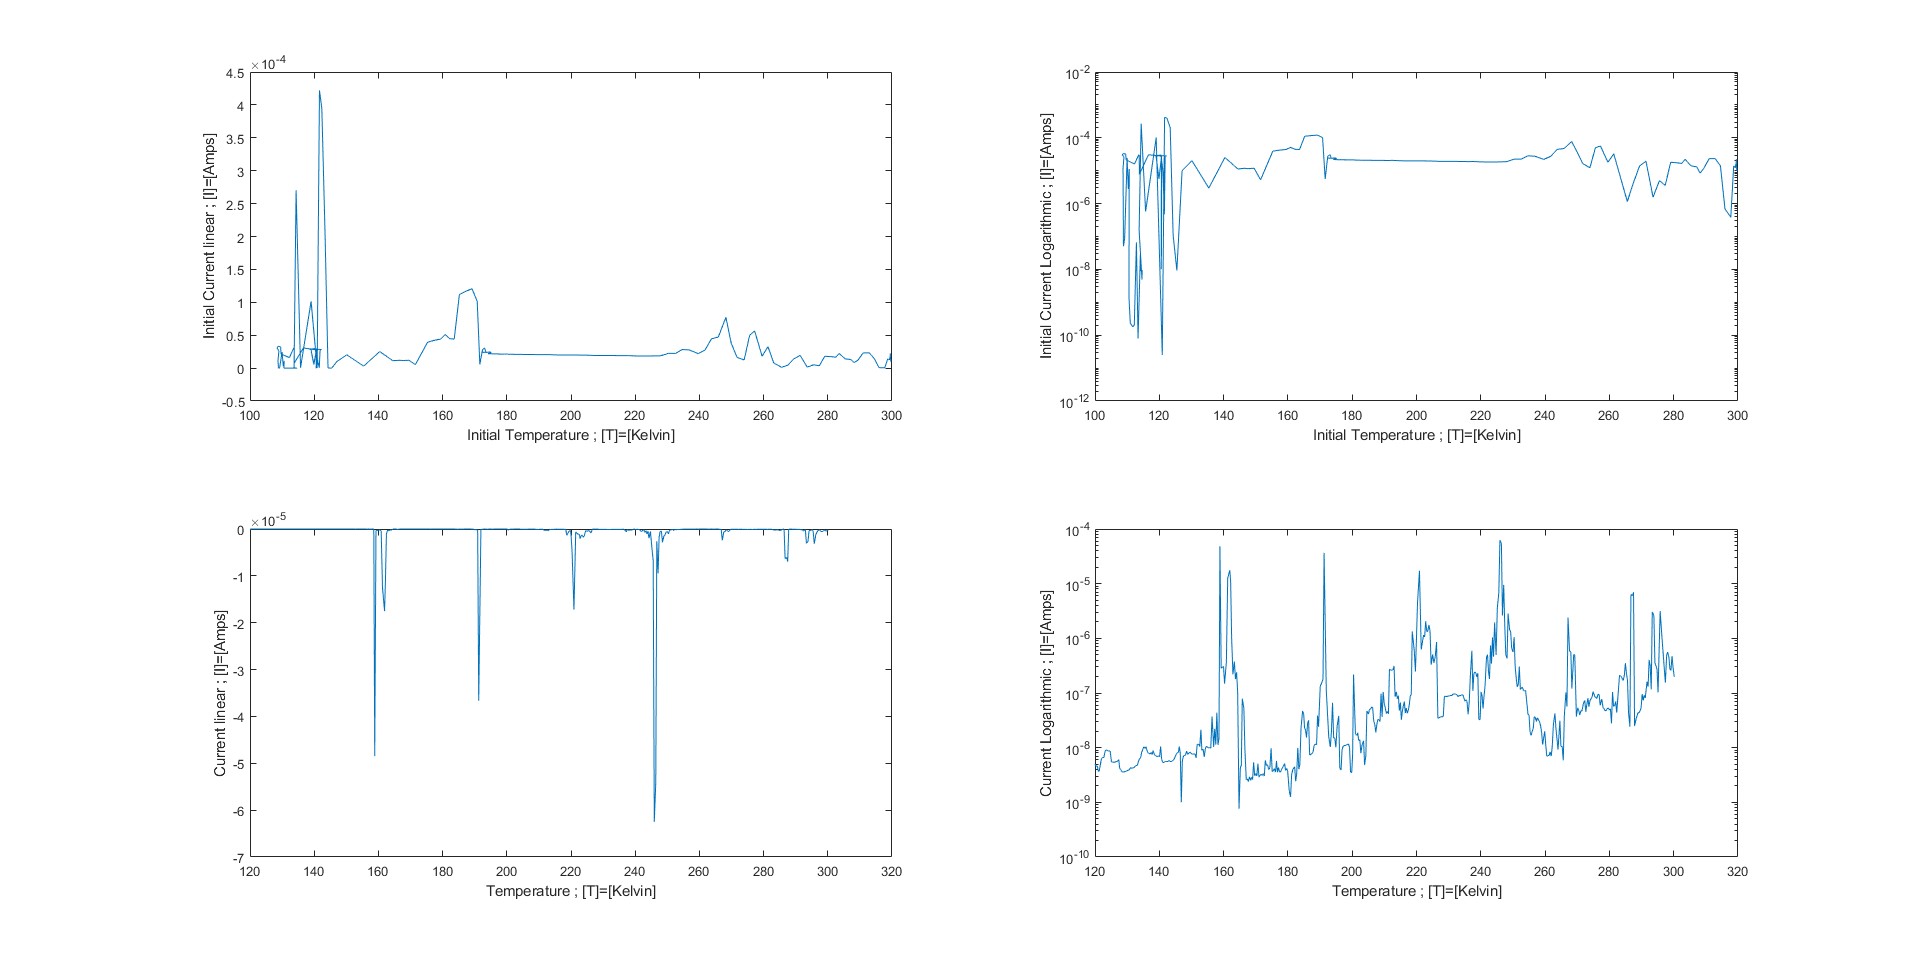 ×10-4
4.5
4
3.5
3
2.5
2
1.5
1
0.5
0
-0.5
100 120 140 160 180 200 220 240 260 280 300
Initial Temperature ; [T]=[Kelvin]
Initial Current linear ; [I]=[Amps]
10-2
10-4
10-6
10-8
10-10
10-12
100 120 140 160 180 200 220 240 260 280 300
Initial Temperature ; [T]=[Kelvin]
Initial Current Logarithmic ; [I]=[Amps]
×10-5
0
-1
-2
-3
-4
-5
-6
-7
120 140 160 180 200 220 240 260 280 300 320
Temperature ; [T]=[Kelvin]
Current linear ; [I]=[Amps]
10-4
10-5
10-6
10-7
10-8
10-9
10-10
120 140 160 180 200 220 240 260 280 300 320
Temperature ; [T]=[Kelvin]
Current Logarithmic ; [I]=[Amps]